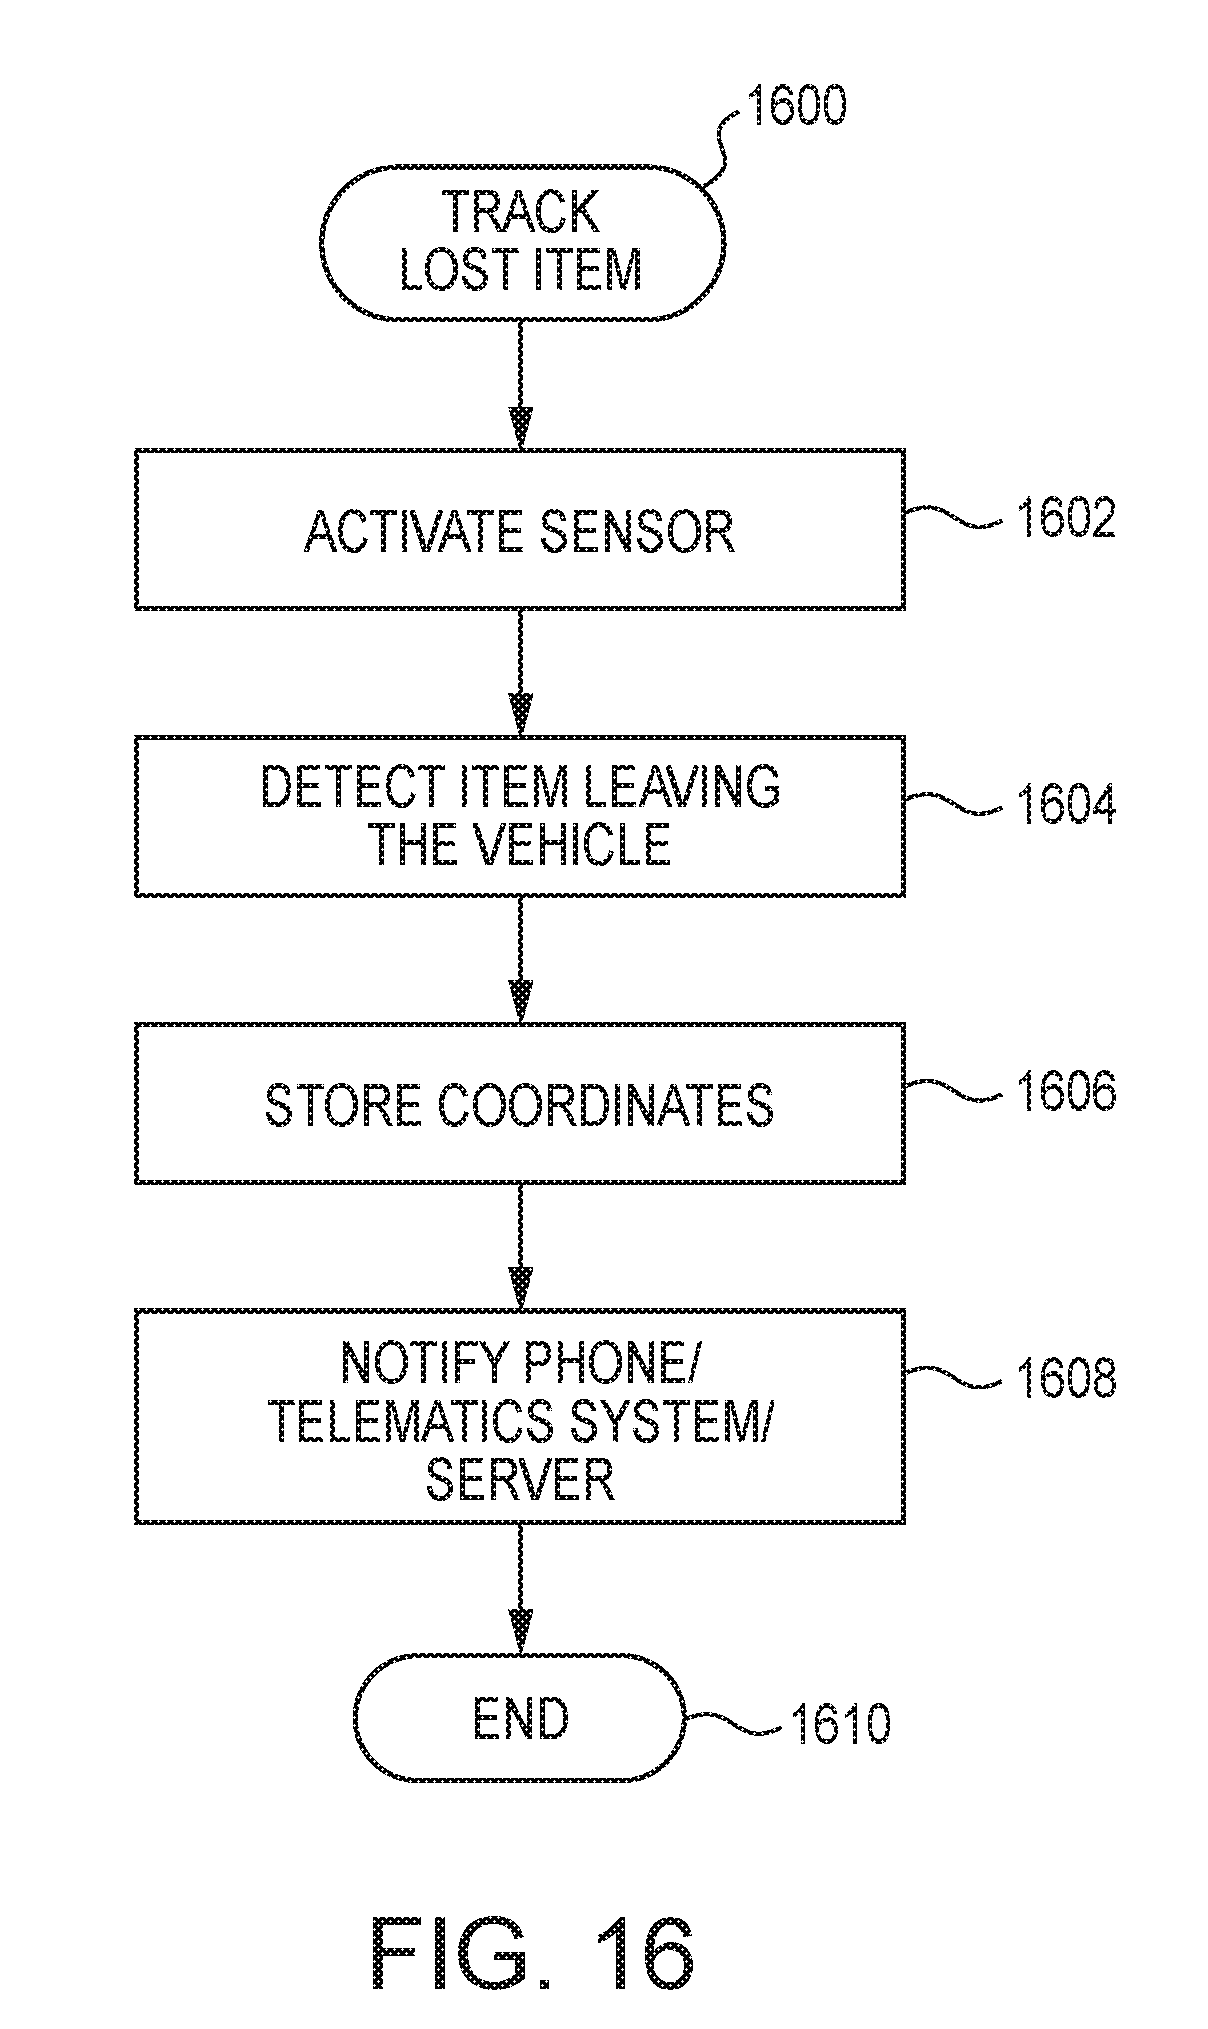 1600
TRACK
LOST ITEM
ACTIVATE SENSOR
1602
DETECT ITEM LEAVING
THE VEHICLE
1604
STORE COORDINATES
1606
NOTIFY PHONE/
TELEMATICS SYSTEM/
SERVER
1608
END
1610
FIG. 16